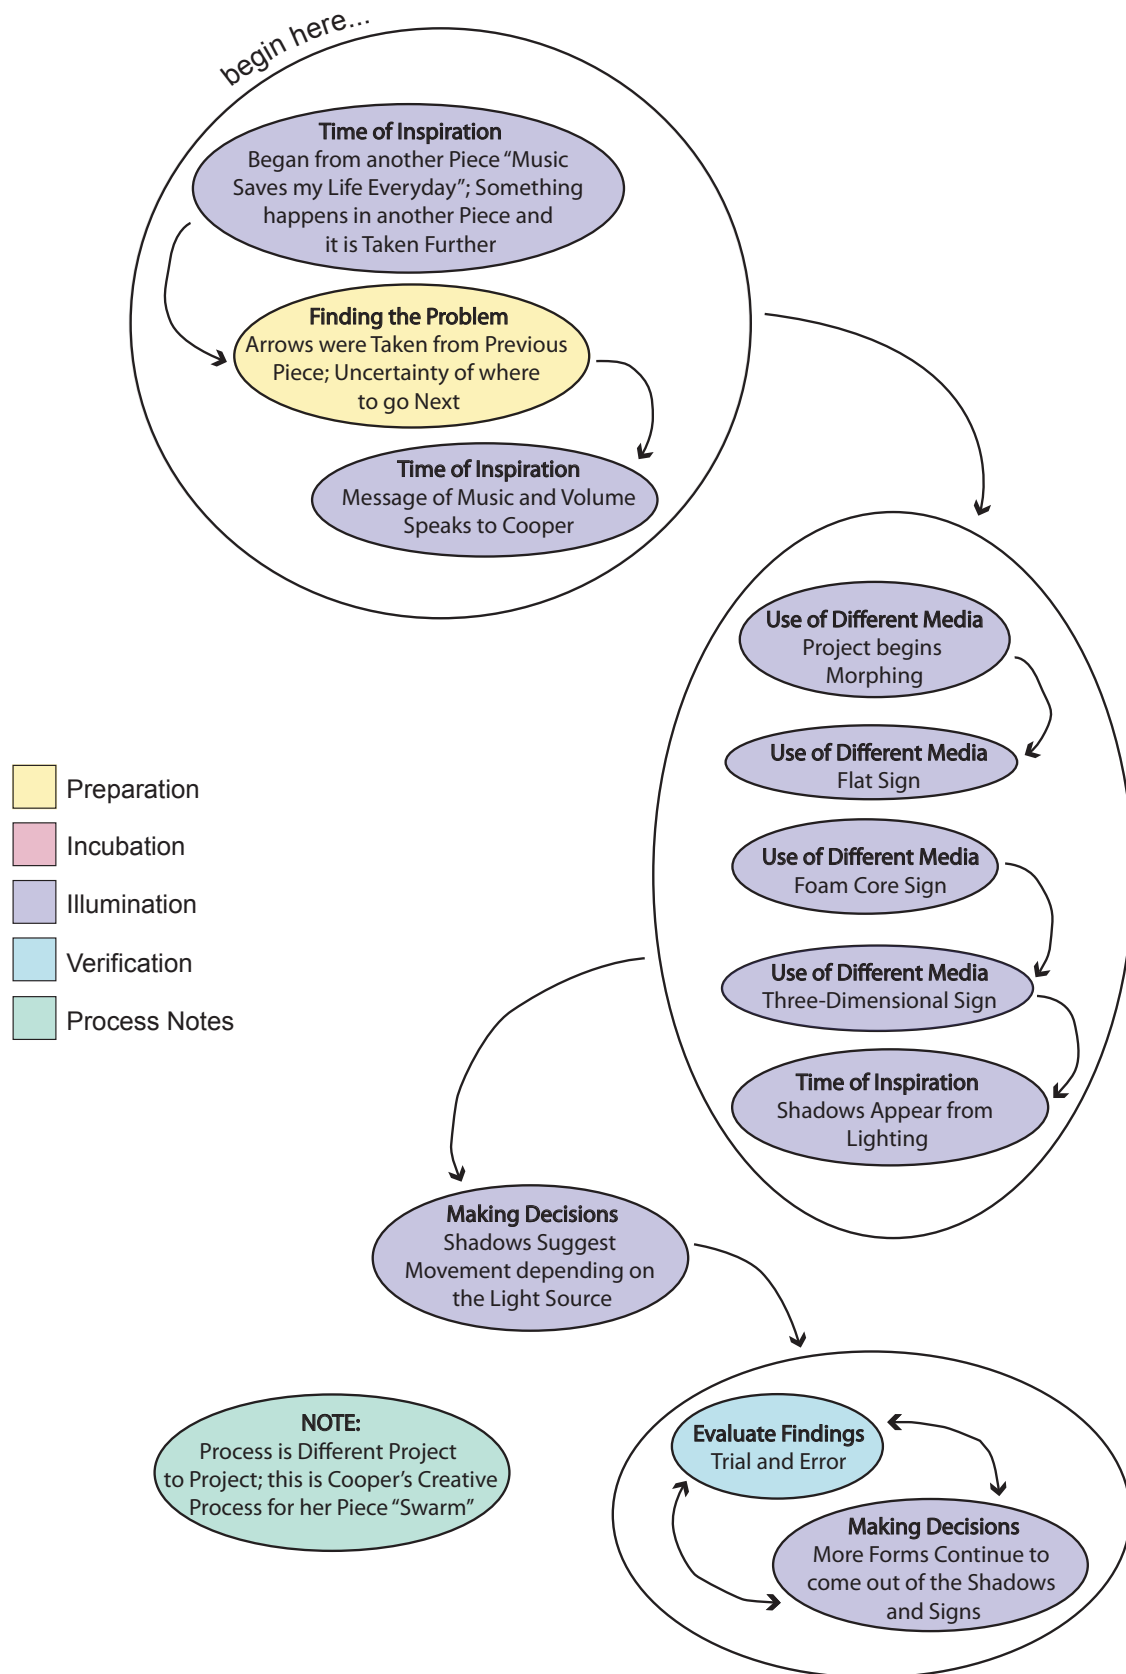 begin here...
Time of Inspiration
Began from another Piece “Music
Saves my Life Everyday”; Something
happens in another Piece and
it is Taken Further
Finding the Problem
Arrows were Taken from Previous
Piece; Uncertainty of where
to go Next
Time of Inspiration
Message of Music and Volume
Speaks to Cooper
Use of Different Media
Project begins
Morphing
Use of Different Media
Flat Sign
Use of Different Media
Foam Core Sign
Use of Different Media
Three-Dimensional Sign
Time of Inspiration
Shadows Appear from
Lighting
Preparation
Incubation
Illumination
Verification
Process Notes
Making Decisions
Shadows Suggest
Movement depending on
the Light Source
NOTE:
Process is Different Project
to Project; this is Cooper’s Creative
Process for her Piece “Swarm”
Evaluate Findings
Trial and Error
Making Decisions
More Forms Continue to
come out of the Shadows
and Signs